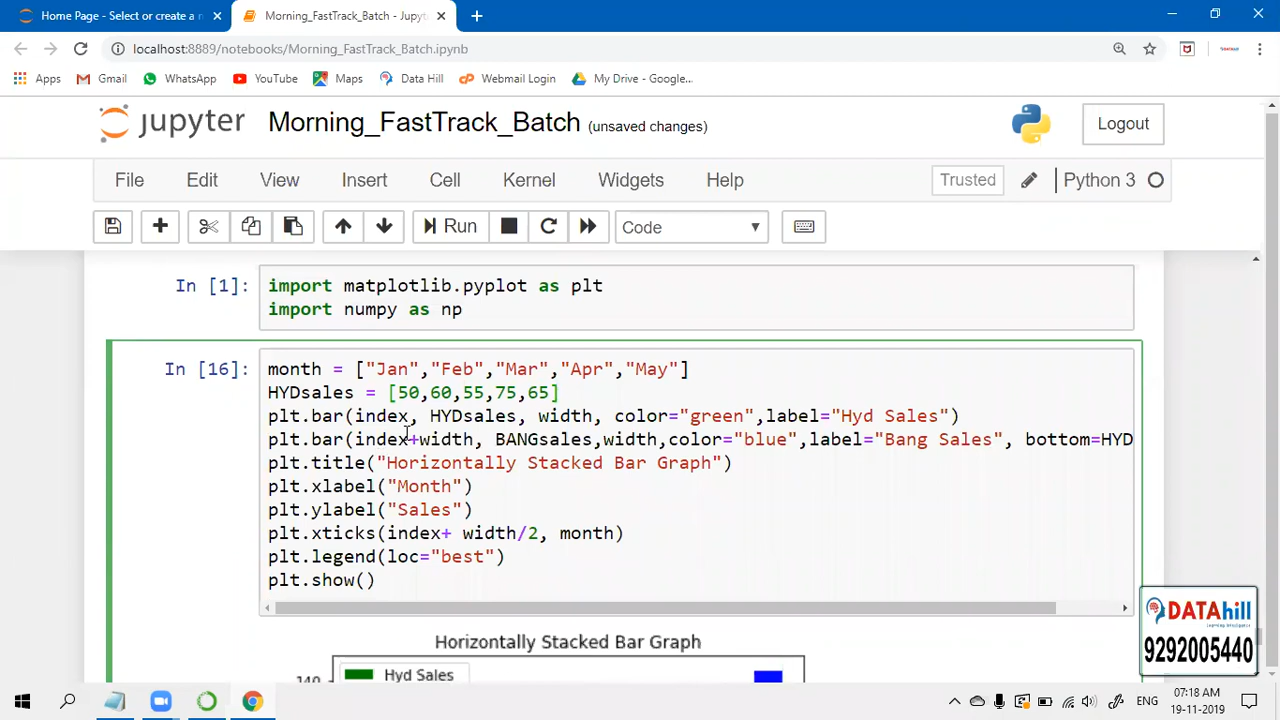 Home Page - Select or create a n
Morning_FastTrack_Batch - Jupyt
localhost:8889/notebooks/Morning_FastTrack_Batch.ipynb
Apps
Gmail
WhatsApp
YouTube
Maps
Data Hill
Webmail Login
My Drive - Google...
jupyter
Morning_FastTrack_Batch (unsaved changes)
Logout
File
Edit
View
Insert
Cell
Kernel
Widgets
Help
Trusted
Python 3
Run
Code
In [1]:
import matplotlib.pyplot as plt
import numpy as np
In [16]:
month = ["Jan","Feb","Mar","Apr","May"]
HYDsales = [50,60,55,75,65]
plt.bar(index, HYDsales, width, color="green",label="Hyd Sales")
plt.bar(index+width, BANGsales,width,color="blue",label="Bang Sales", bottom=HYD
plt.title("Horizontally Stacked Bar Graph")
plt.xlabel("Month")
plt.ylabel("Sales")
plt.xticks(index+ width/2, month)
plt.legend(loc="best")
plt.show()
Horizontally Stacked Bar Graph
140
Hyd Sales
DATAhill
9292005440
ENG
07:18 AM
19-11-2019